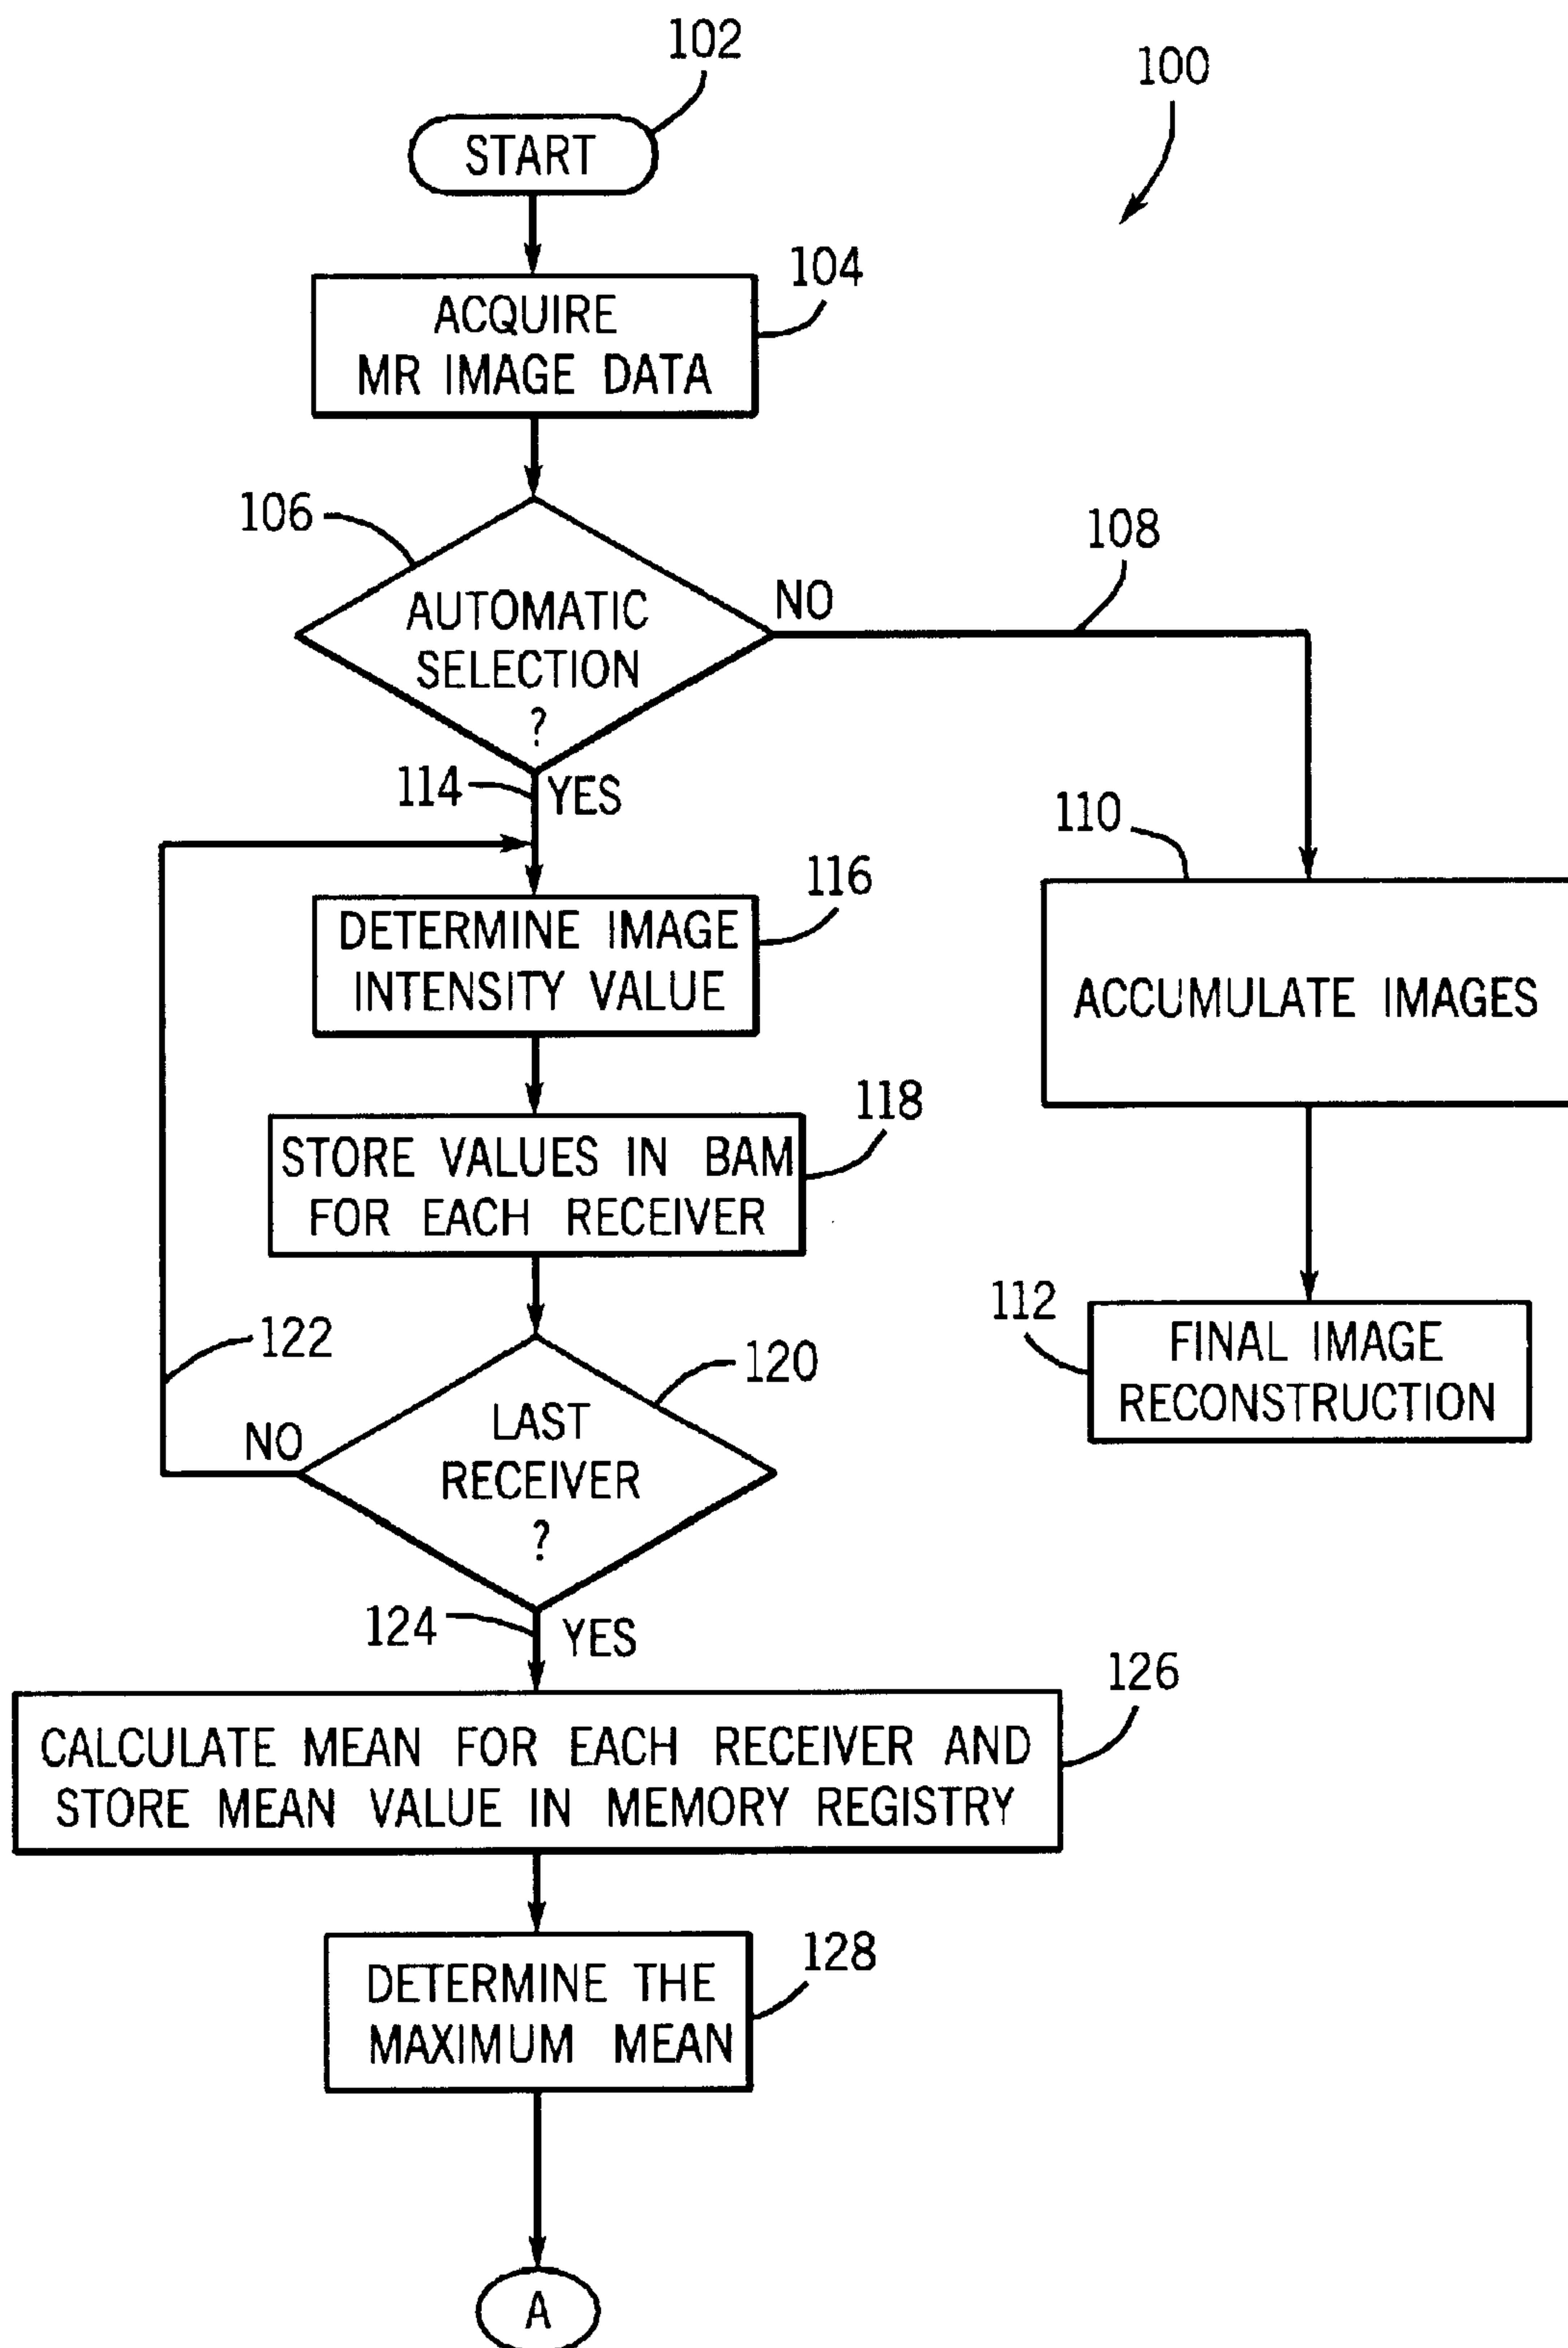 102
100
START
104
ACQUIRE
MR IMAGE DATA
106
108
NO
AUTOMATIC
SELECTION
?
114
YES
110
116
DETERMINE IMAGE
INTENSITY VALUE
ACCUMULATE IMAGES
118
STORE VALUES IN BAM
FOR EACH RECEIVER
112
FINAL IMAGE
RECONSTRUCTION
122
120
NO
LAST
RECEIVER
?
124
YES
126
CALCULATE MEAN FOR EACH RECEIVER AND
STORE MEAN VALUE IN MEMORY REGISTRY
128
DETERMINE THE
MAXIMUM MEAN
A